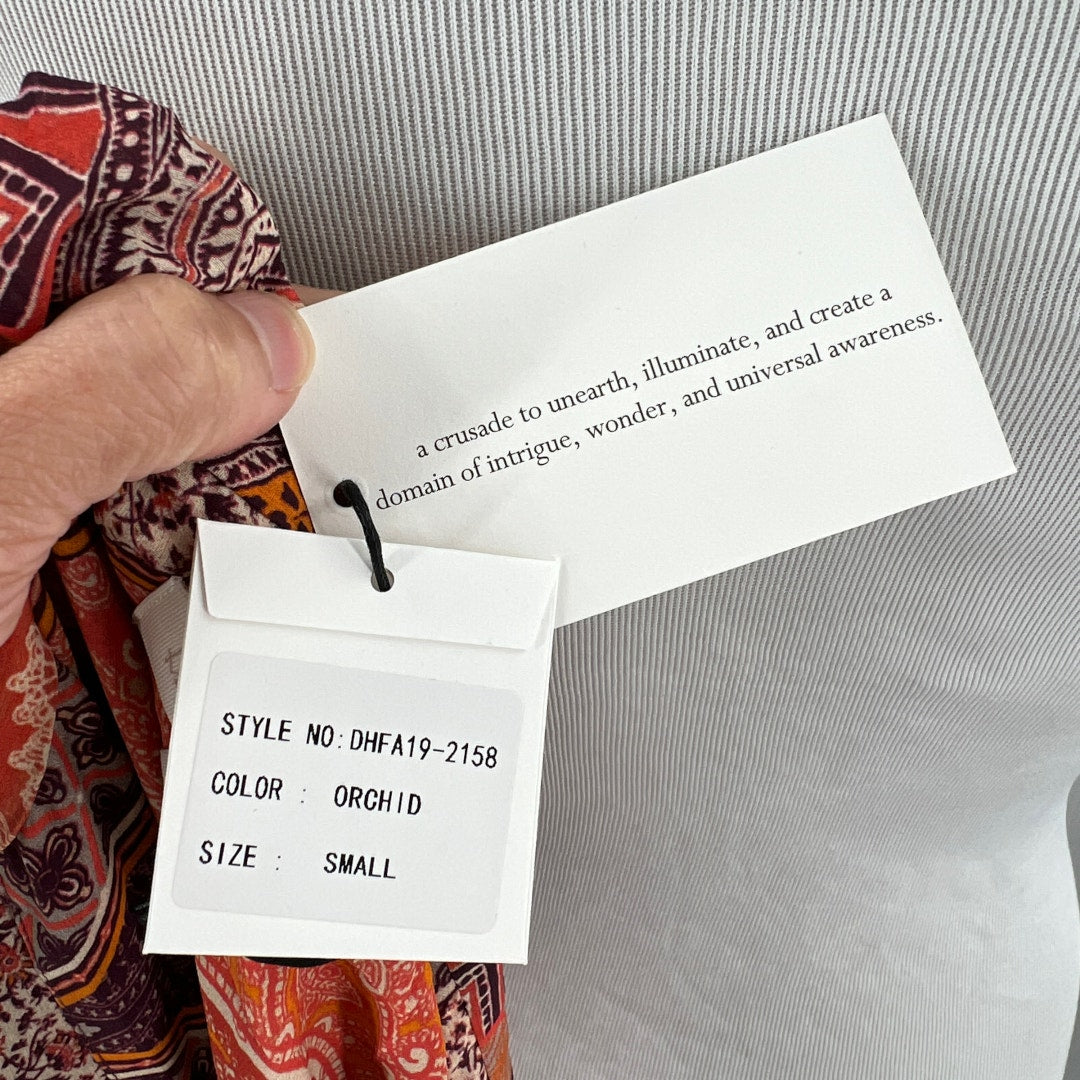 a crusade to unearth, illuminate, and create a
domain of intrigue, wonder, and universal awareness.
STYLE NO:DHFA19-2158
COLOR : ORCHID
SIZE : SMALL